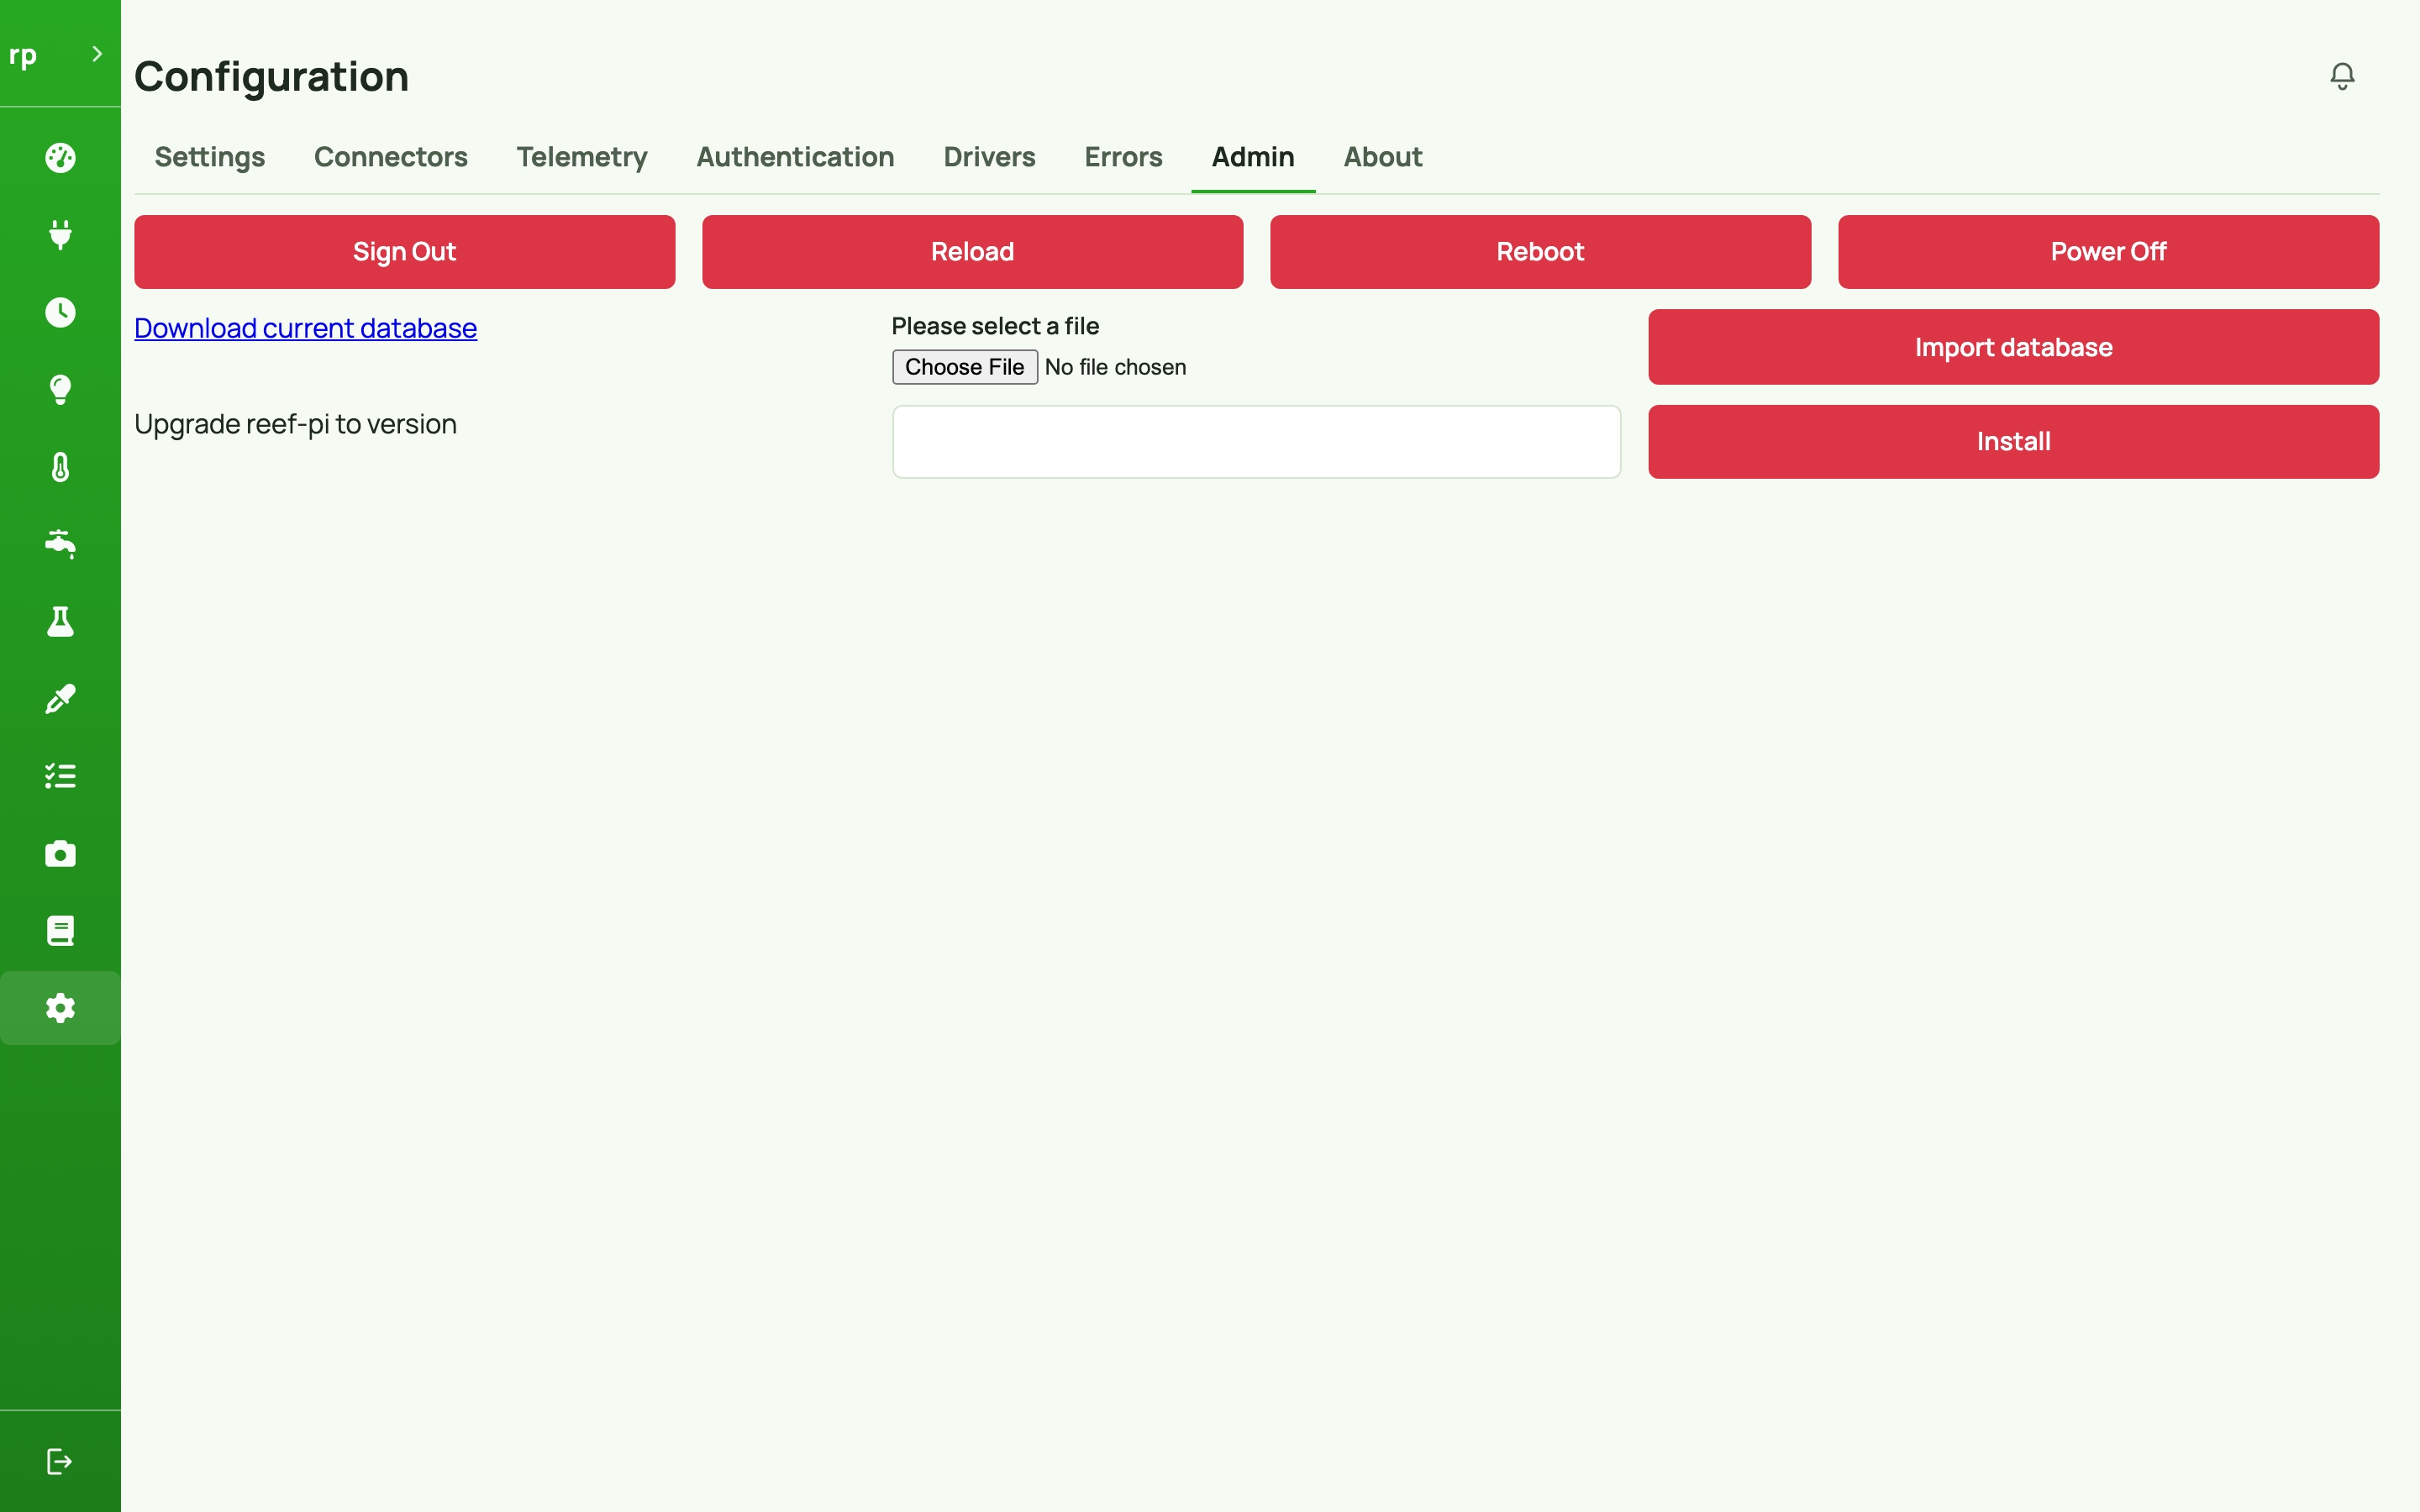 rp
Configuration
Settings Connectors Telemetry Authentication Drivers Errors Admin About
Sign Out Reload Reboot Power Off
Download current database
Please select a file
Choose File No file chosen
Import database
Upgrade reef-pi to version
Install